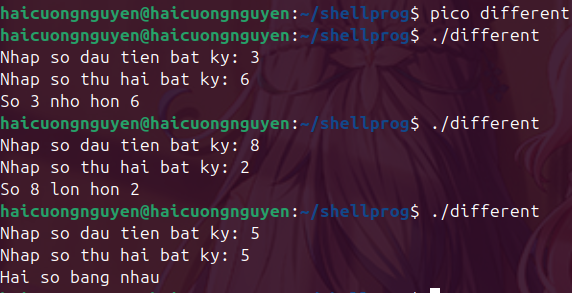 haicuongnguyen@haicuongnguyen:~/shellprog$ pico different
haicuongnguyen@haicuongnguyen:~/shellprog$ ./different
Nhap so dau tien bat ky: 3
Nhap so thu hai bat ky: 6
So 3 nho hon 6
haicuongnguyen@haicuongnguyen:~/shellprog$ ./different
Nhap so dau tien bat ky: 8
Nhap so thu hai bat ky: 2
So 8 lon hon 2
haicuongnguyen@haicuongnguyen:~/shellprog$ ./different
Nhap so dau tien bat ky: 5
Nhap so thu hai bat ky: 5
Hai so bang nhau
haicuongnguyen@haicuongnguyen:~/shellprog$